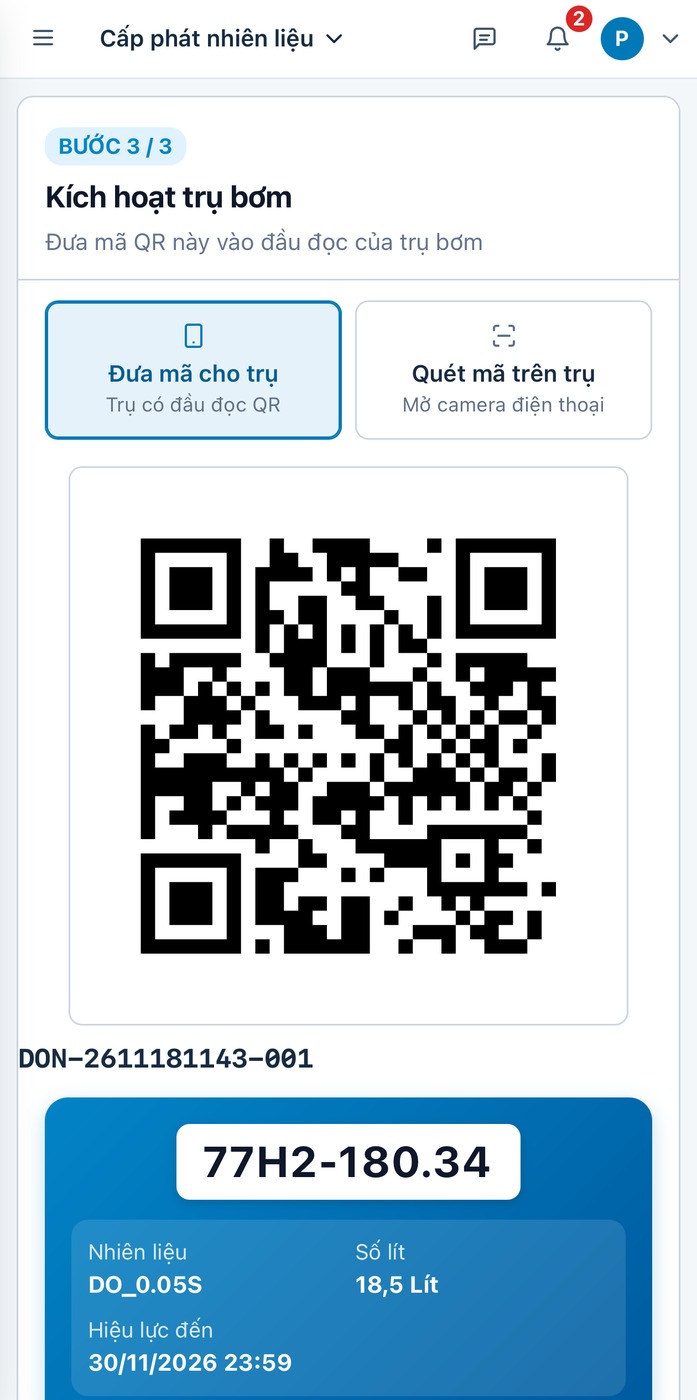 Cấp phát nhiên liệu
2
P
BƯỚC 3 / 3
Kích hoạt trụ bơm
Đưa mã QR này vào đầu đọc của trụ bơm
Đưa mã cho trụ
Trụ có đầu đọc QR
Quét mã trên trụ
Mở camera điện thoại
DON-2611181143-001
77H2-180.34
Nhiên liệu
DO_0.05S
Số lít
18,5 Lít
Hiệu lực đến
30/11/2026 23:59